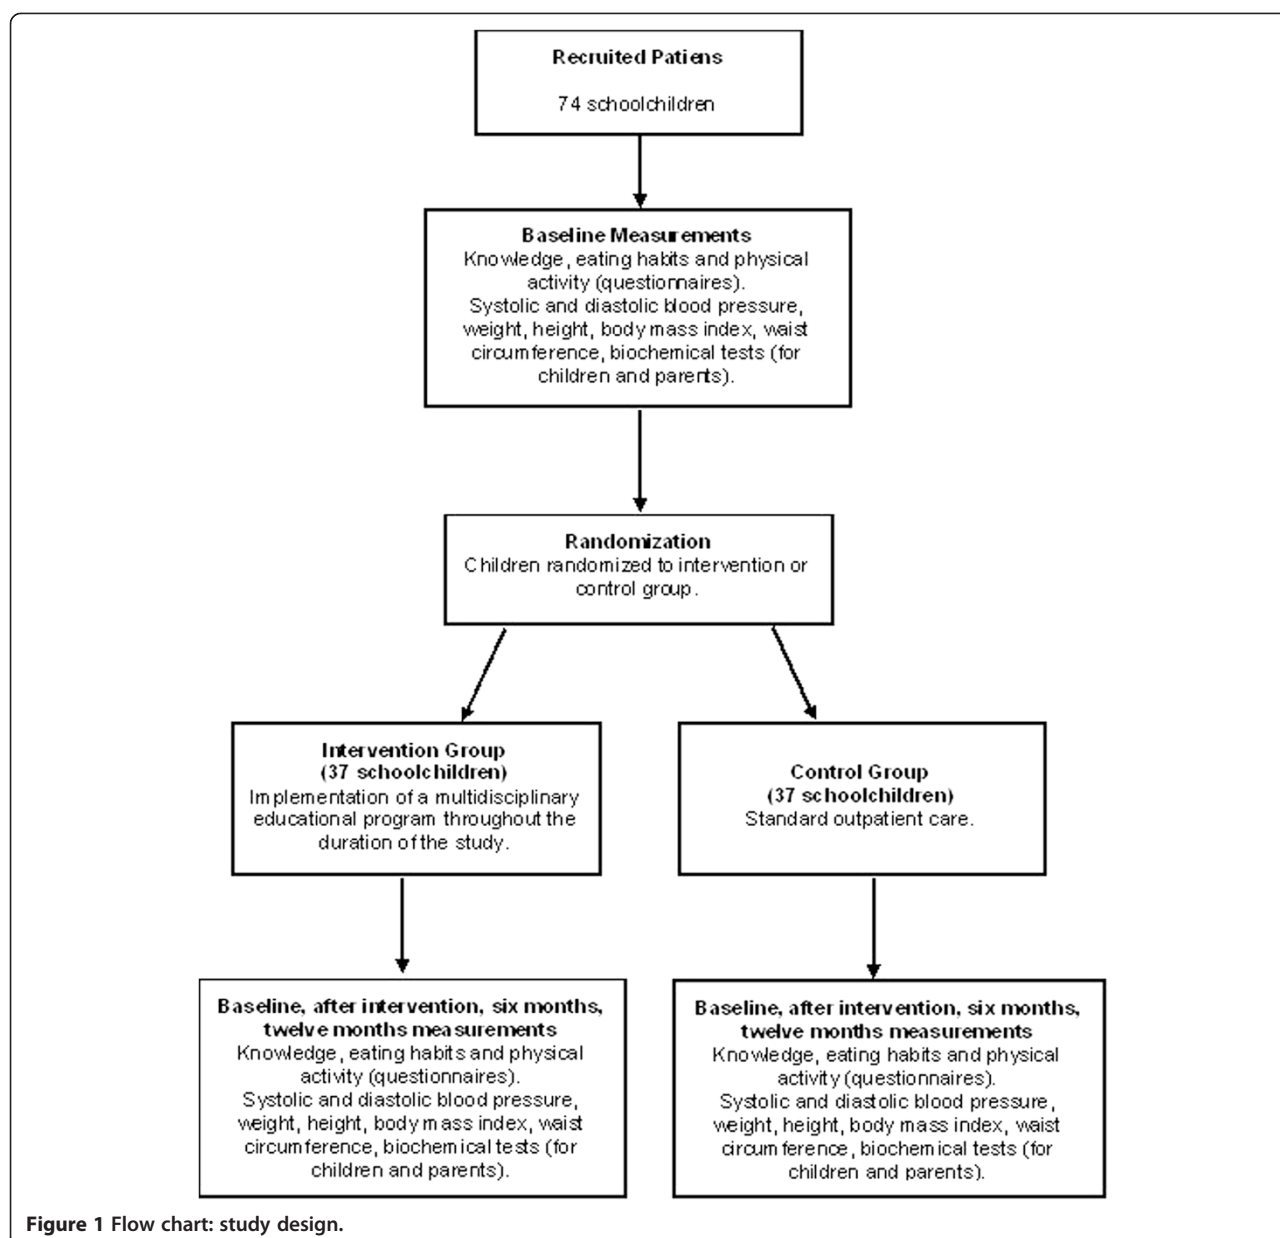 Recruited Patiens
74 schoolchildren
Baseline Measurements
Knowledge, eating habits and physical
activity (questionnaires).
Systolic and diastolic blood pressure,
weight, height, body mass index, waist
circumference, biochemical tests (for
children and parents).
Randomization
Children randomized to intervention or
control group.
Intervention Group
(37 schoolchildren)
Implementation of a multidisciplinary
educational program throughout the
duration of the study.
Control Group
(37 schoolchildren)
Standard outpatient care.
Baseline, after intervention, six months,
twelve months measurements
Knowledge, eating habits and physical
activity (questionnaires).
Systolic and diastolic blood pressure,
weight, height, body mass index, waist
circumference, biochemical tests (for
children and parents).
Baseline, after intervention, six months,
twelve months measurements
Knowledge, eating habits and physical
activity (questionnaires).
Systolic and diastolic blood pressure,
weight, height, body mass index, waist
circumference, biochemical tests (for
children and parents).
Figure 1 Flow chart: study design.